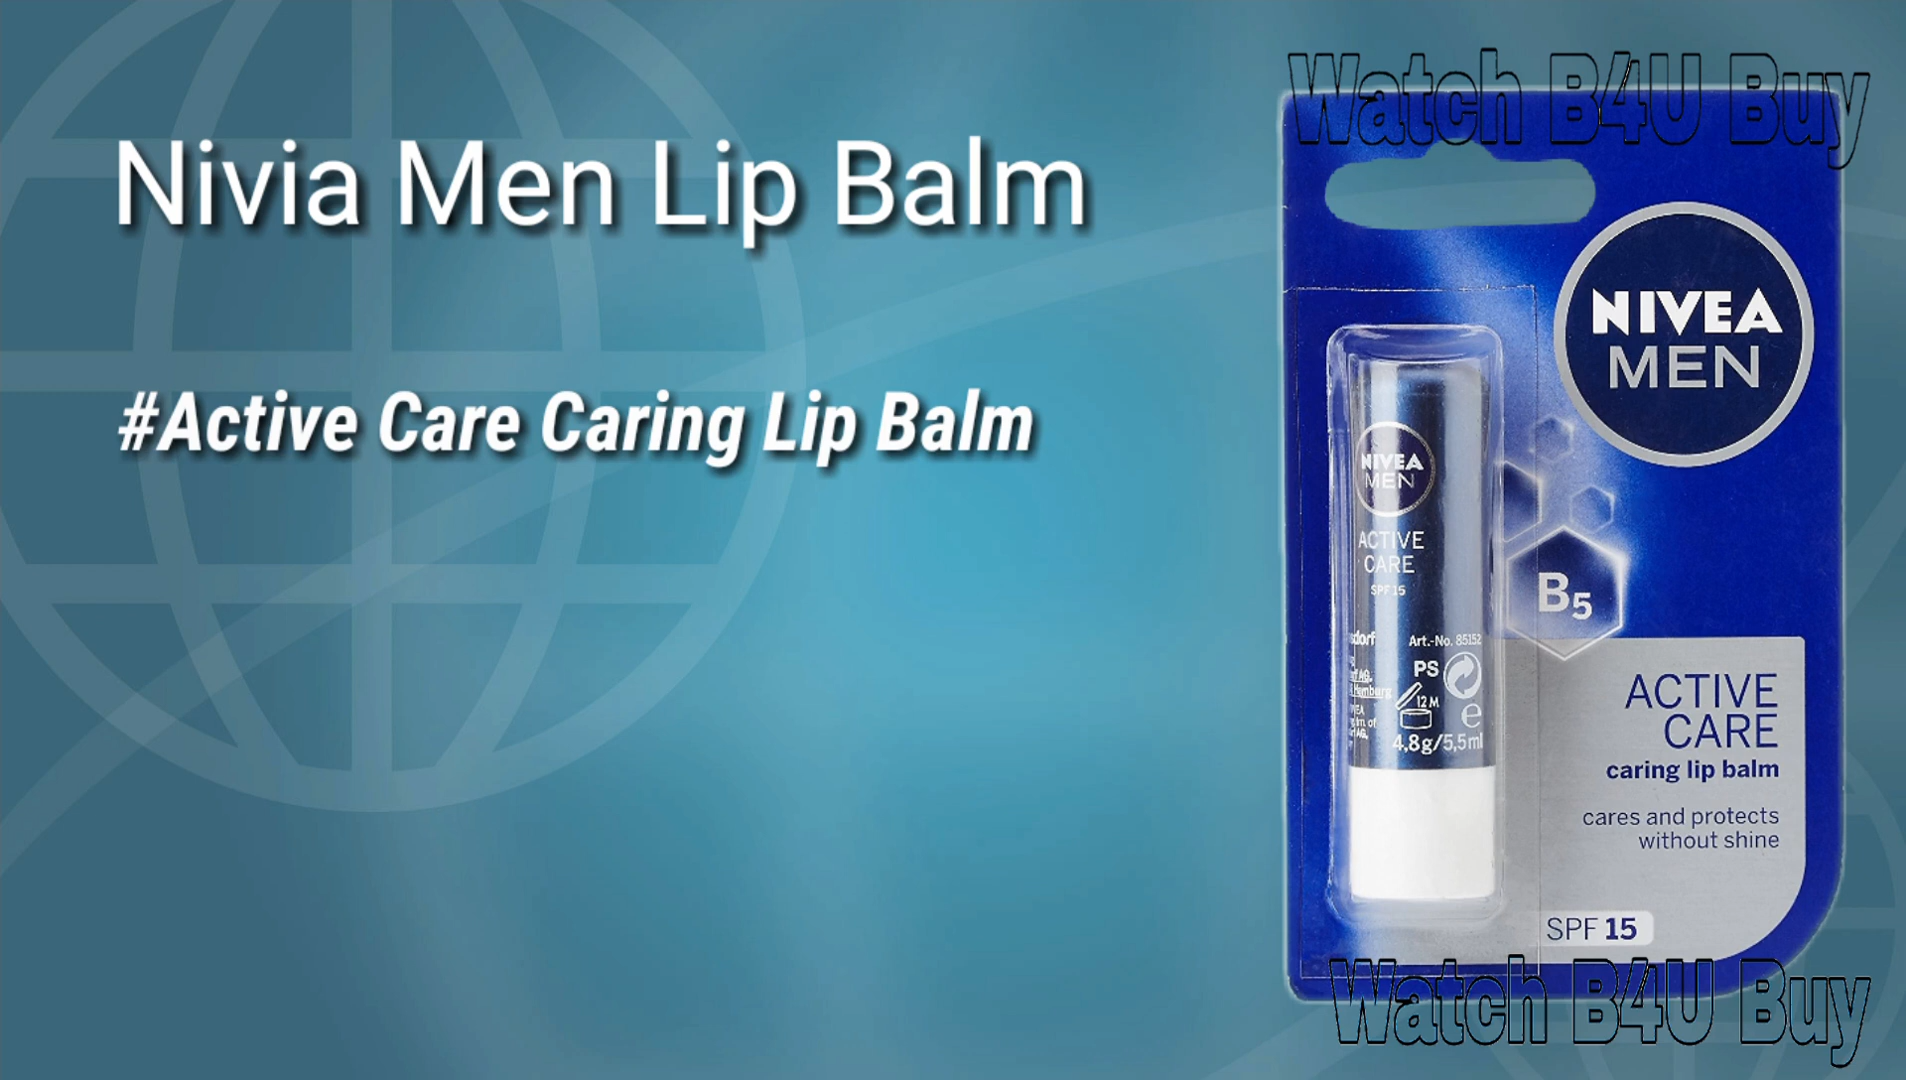 Nivia Men Lip Balm
#Active Care Caring Lip Balm
Watch B4U Buy
NIVEA
MEN
NIVEA
MEN
ACTIVE
CARE
SPF 15
B5
sdorf Art.-No. 85152
PS
Hamburg
12 M
e
4,8g/5,5ml
ACTIVE
CARE
caring lip balm
cares and protects
without shine
SPF 15
Watch B4U Buy